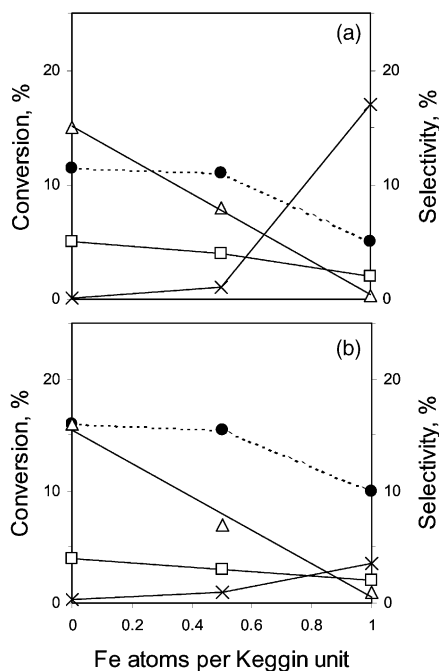 (a)
20
20
10
10
0
0
Conversion, %
Selectivity, %
(b)
20
20
10
10
0
0
Conversion, %
Selectivity, %
0 0.2 0.4 0.6 0.8 1
Fe atoms per Keggin unit